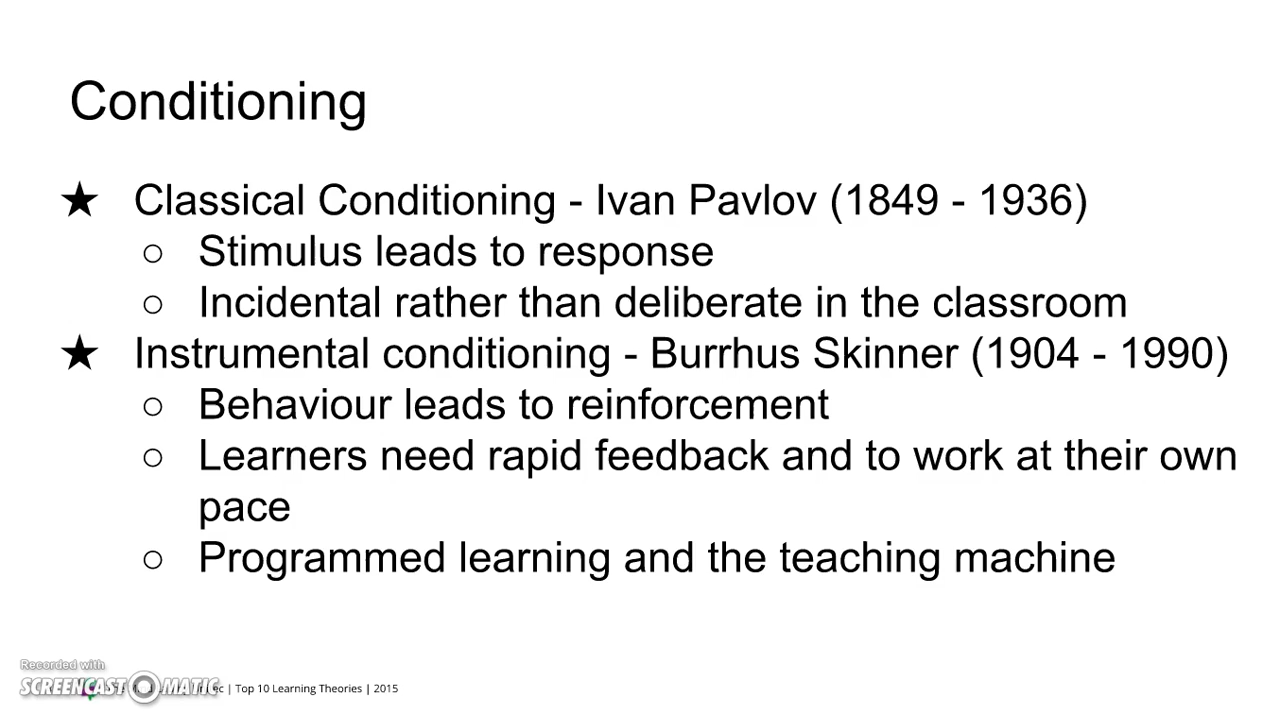 Conditioning
★ Classical Conditioning - Ivan Pavlov (1849 - 1936)
○ Stimulus leads to response
○ Incidental rather than deliberate in the classroom
★ Instrumental conditioning - Burrhus Skinner (1904 - 1990)
○ Behaviour leads to reinforcement
○ Learners need rapid feedback and to work at their own
pace
○ Programmed learning and the teaching machine
Recorded with
SCREENCAST-O-MATIC
| Top 10 Learning Theories | 2015